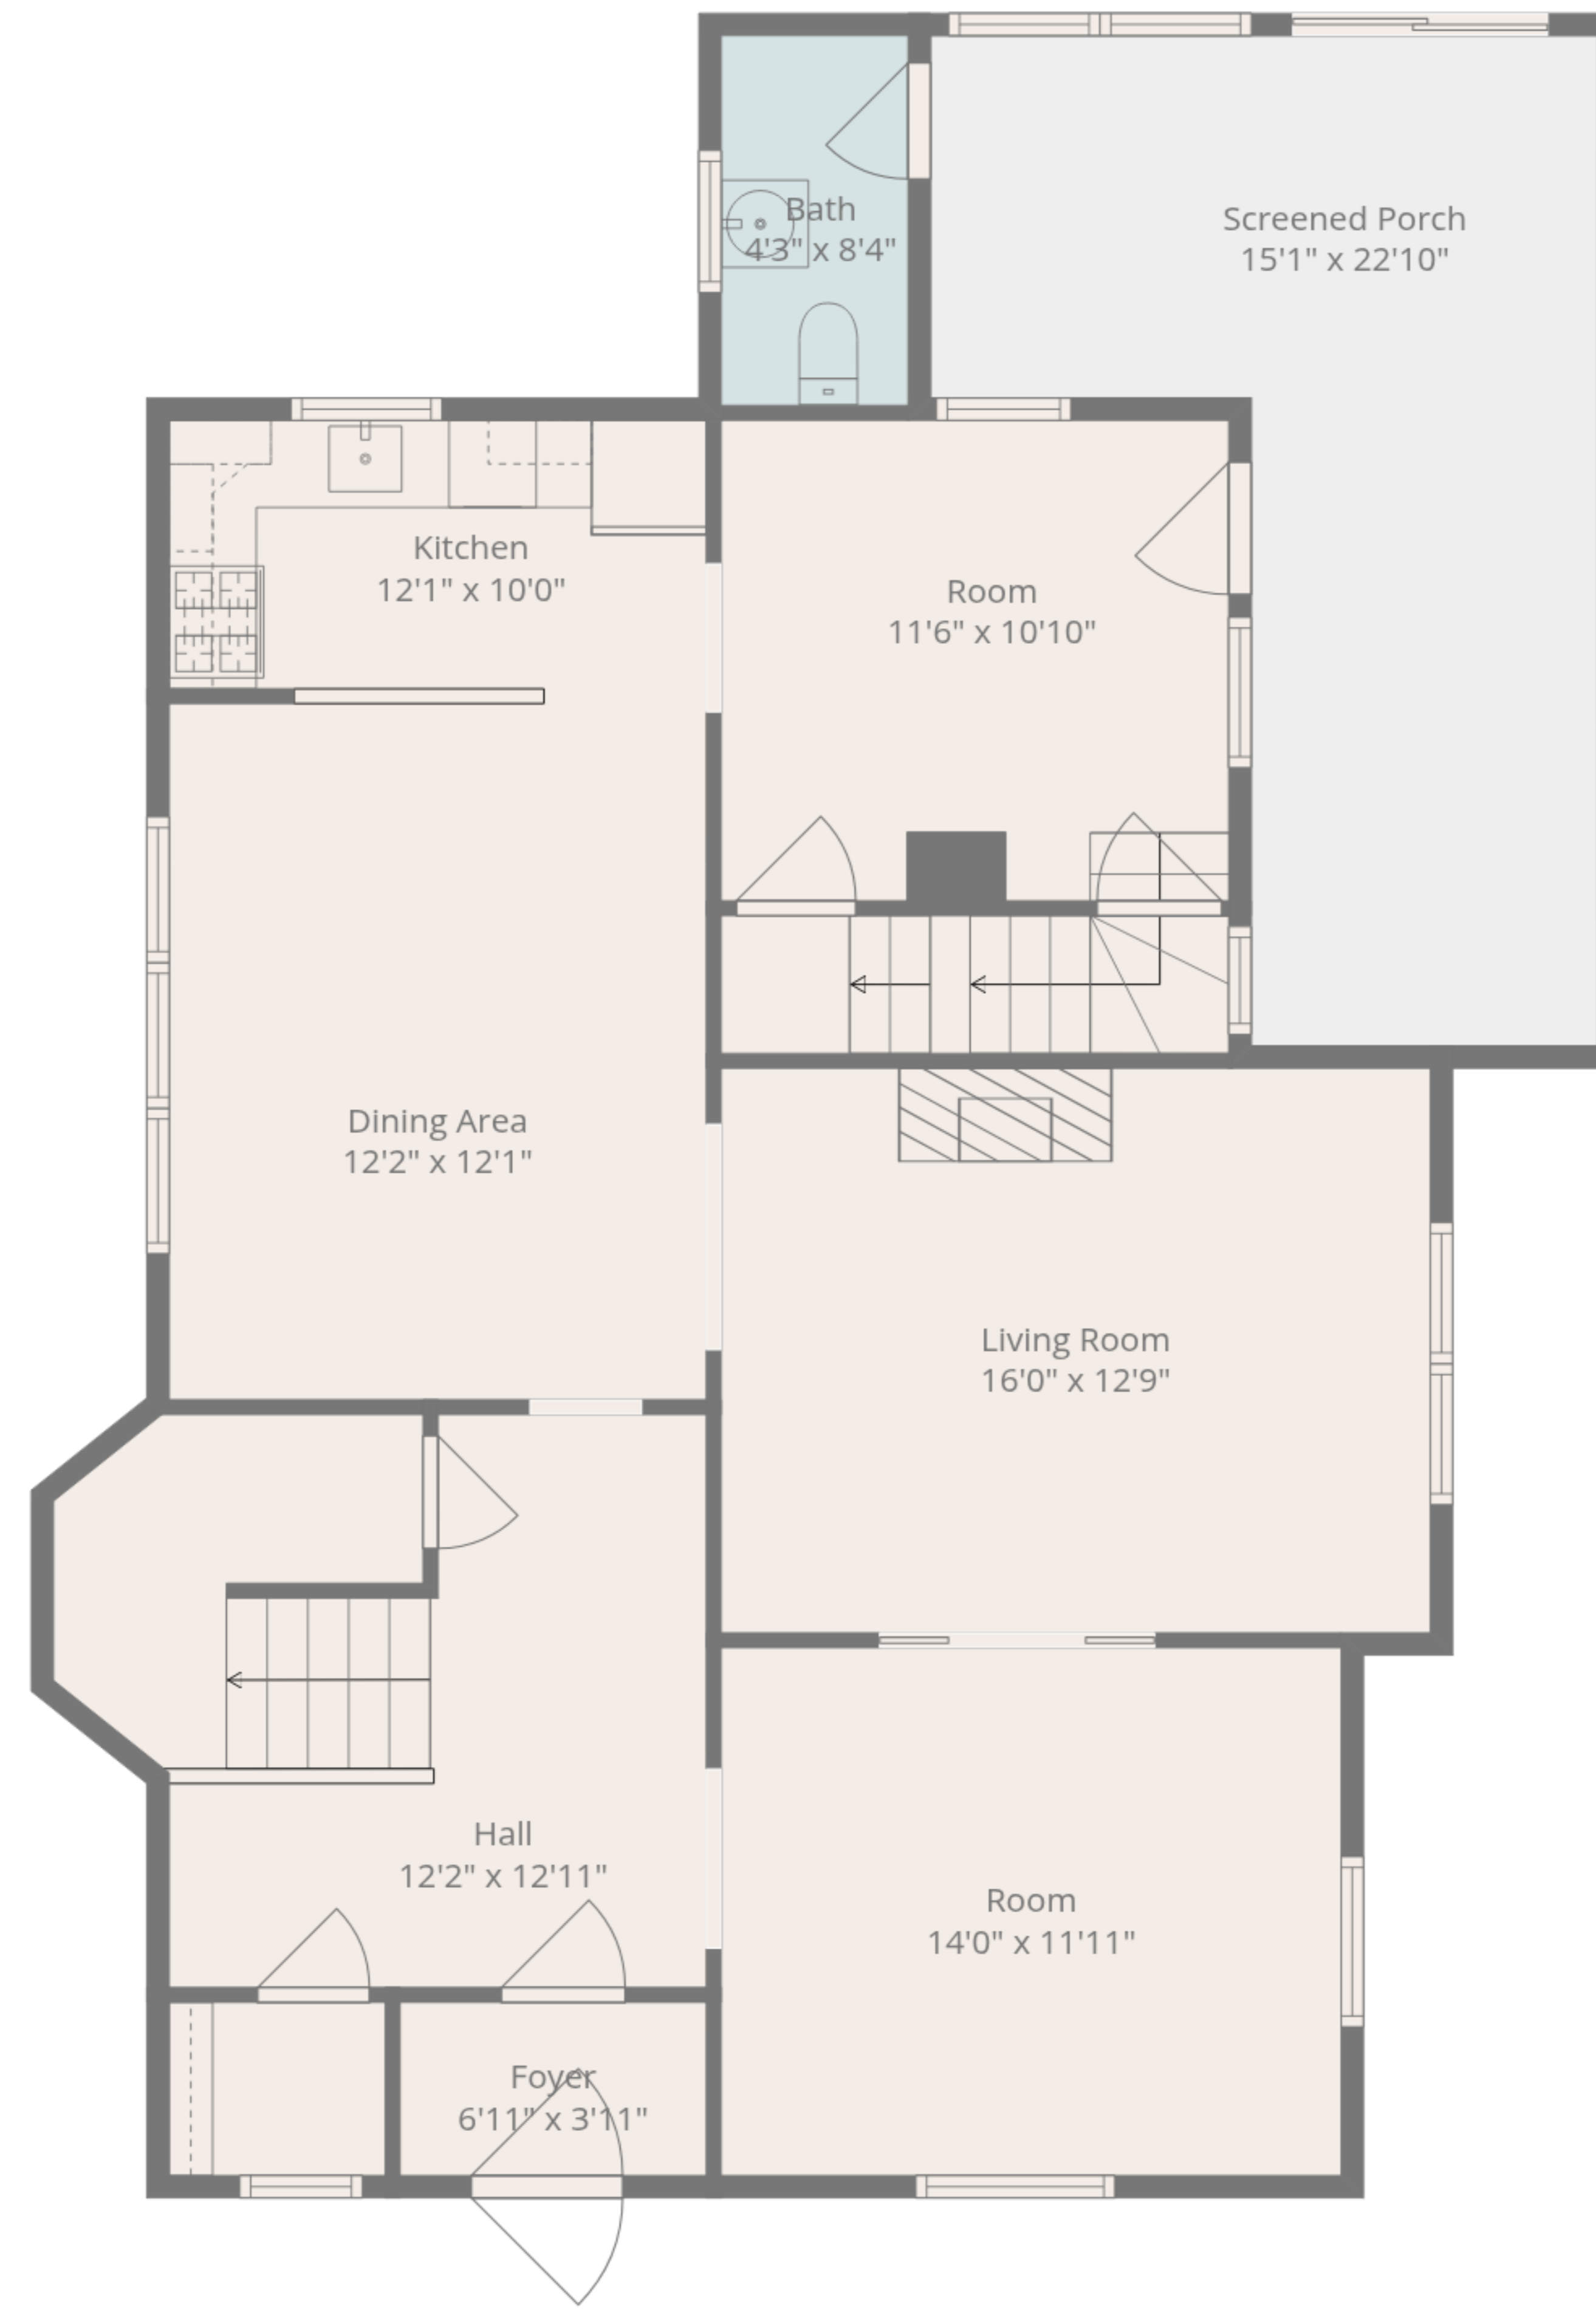 Bath
4'3" x 8'4"
Screened Porch
15'1" x 22'10"
Kitchen
12'1" x 10'0"
Room
11'6" x 10'10"
Dining Area
12'2" x 12'1"
Living Room
16'0" x 12'9"
Hall
12'2" x 12'11"
Room
14'0" x 11'11"
Foyer
6'11" x 3'11"